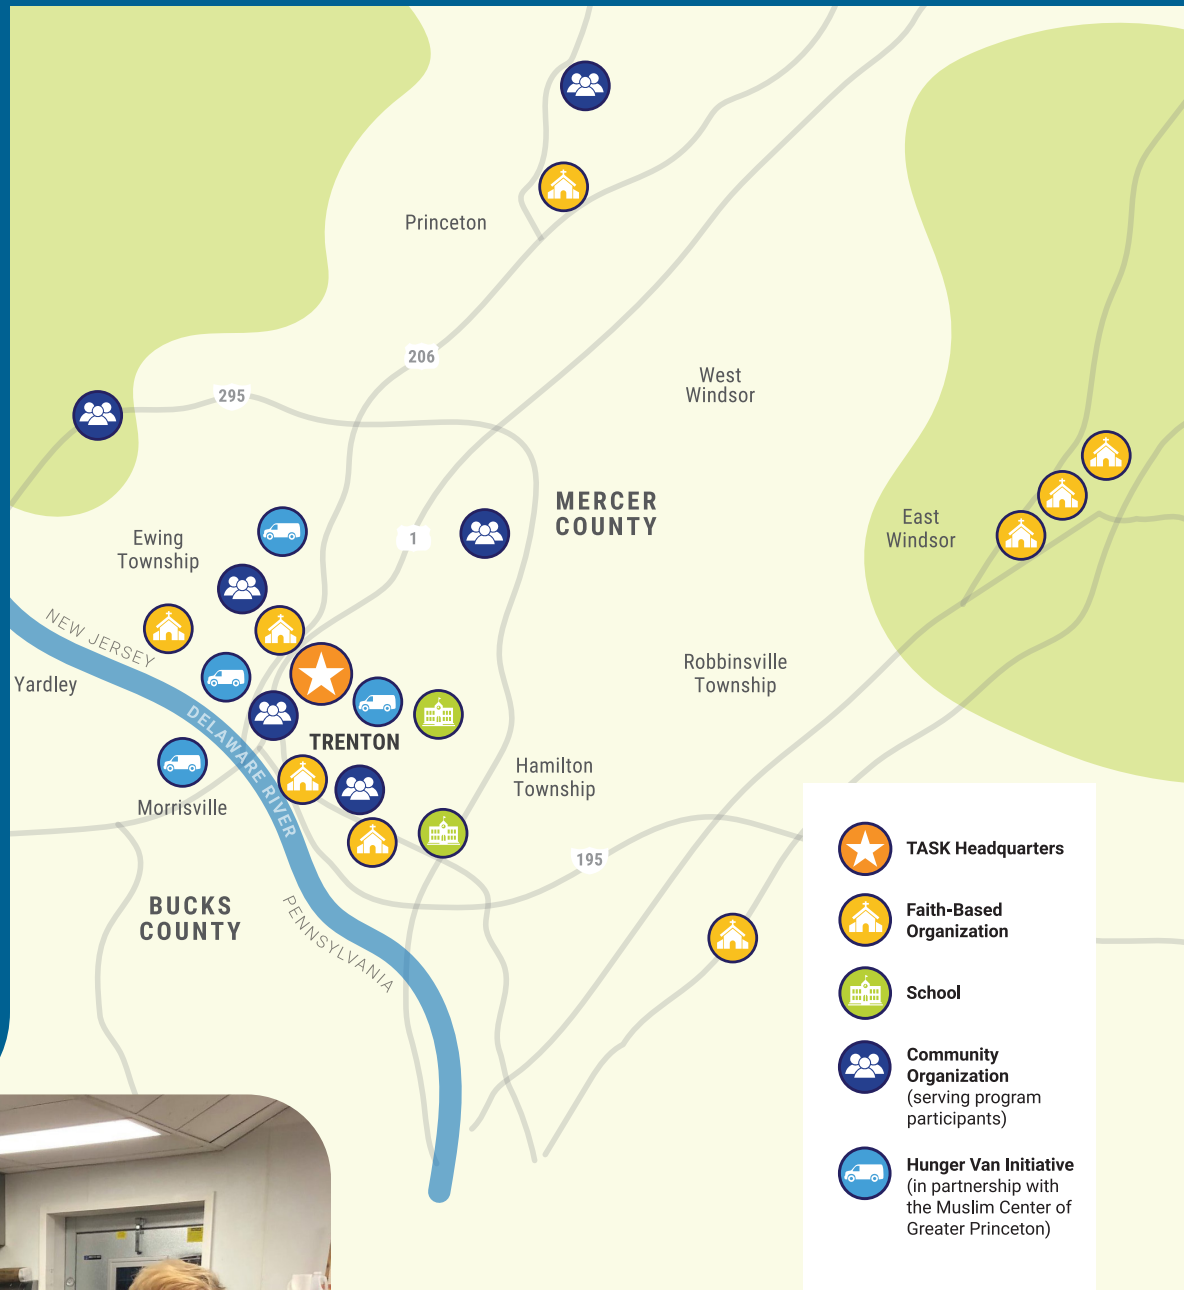 Princeton
206
295
West
Windsor
MERCER
COUNTY
1
East
Windsor
Ewing
Township
NEW JERSEY
Yardley
DELAWARE RIVER
TRENTON
Robbinsville
Township
Hamilton
Township
Morrisville
195
BUCKS
COUNTY
PENNSYLVANIA
TASK Headquarters
Faith-Based
Organization
School
Community
Organization
(serving program
participants)
Hunger Van Initiative
(in partnership with
the Muslim Center of
Greater Princeton)